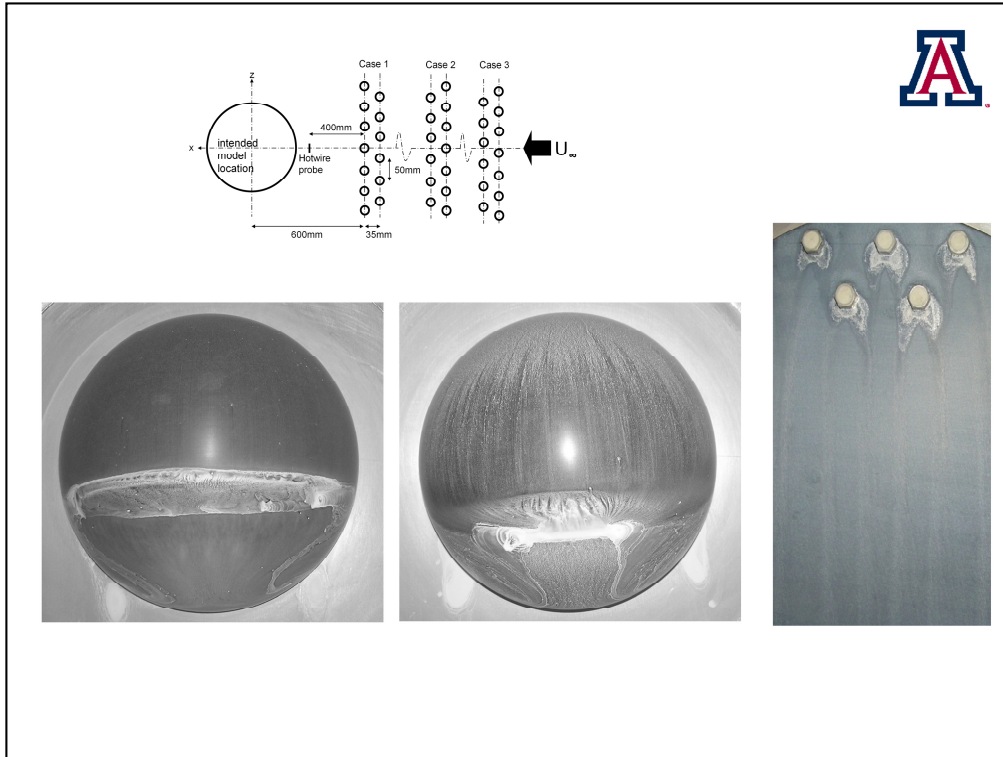 Case 1
Case 2
Case 3
z
400mm
x
intended
model
location
Hotwire
probe
50mm
U∞
600mm
35mm
A